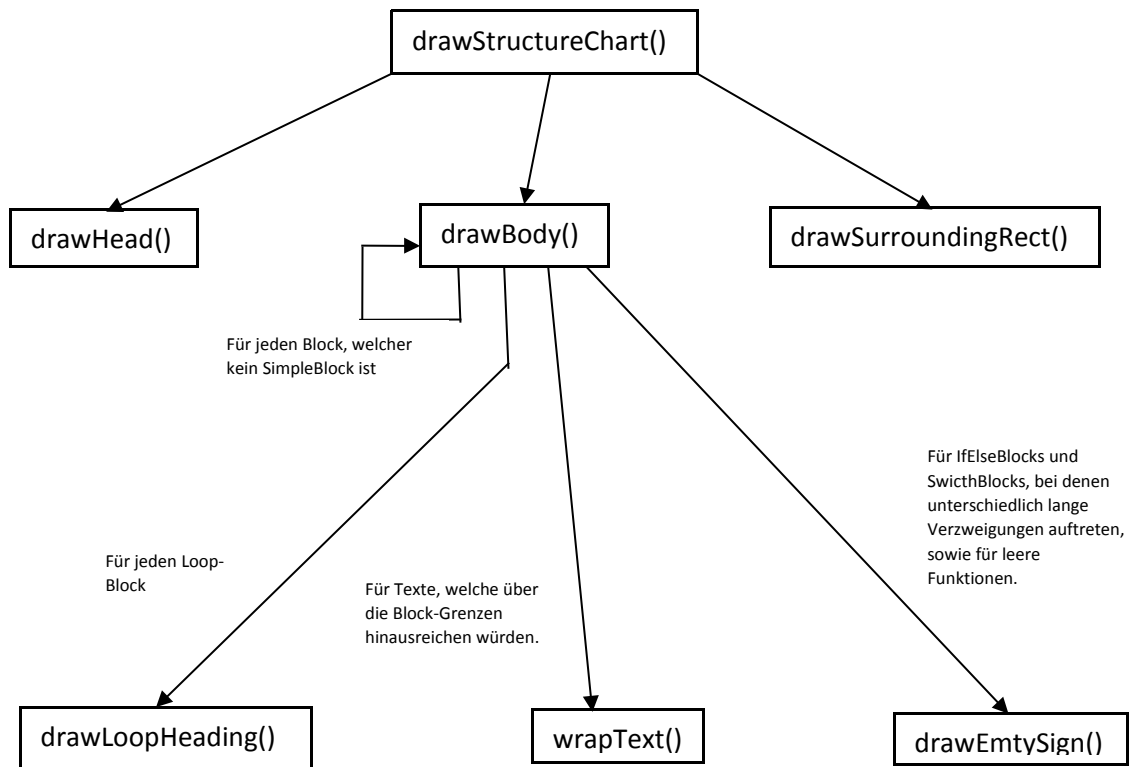 drawStructureChart()
drawHead()
drawBody()
drawSurroundingRect()
Für jeden Block, welcher
kein SimpleBlock ist
Für IfElseBlocks und
SwicthBlocks, bei denen
unterschiedlich lange
Verzweigungen auftreten,
sowie für leere
Funktionen.
Für jeden Loop-
Block
Für Texte, welche über
die Block-Grenzen
hinausreichen würden.
drawLoopHeading()
wrapText()
drawEmtySign()